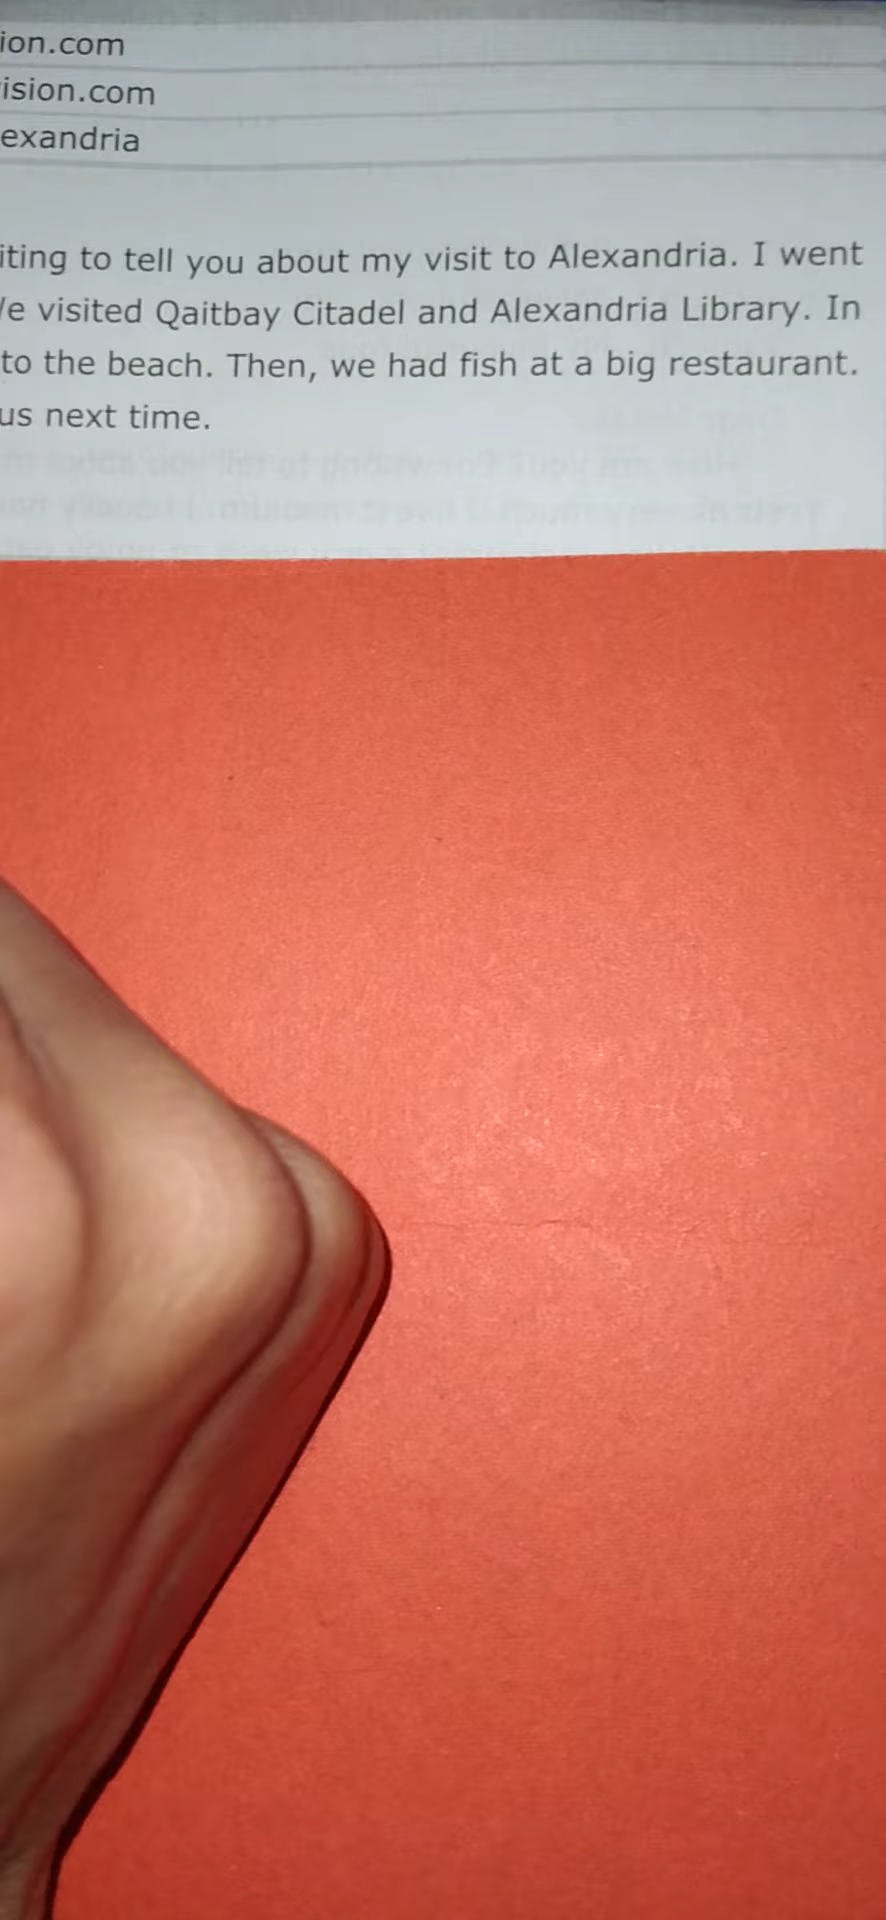 ion.com
ision.com
exandria
iting to tell you about my visit to Alexandria. I went
e visited Qaitbay Citadel and Alexandria Library. In
to the beach. Then, we had fish at a big restaurant.
us next time.